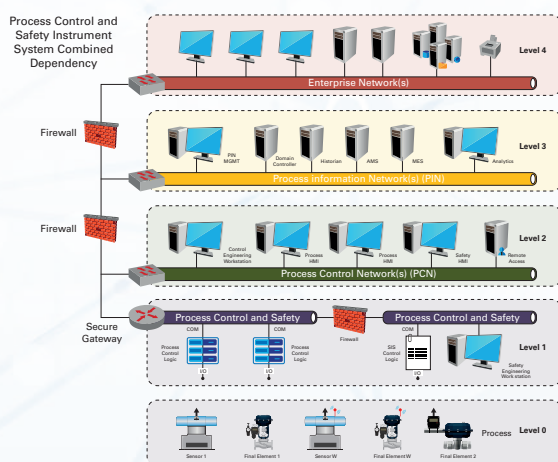 Process Control and
Safety Instrument
System Combined
Dependency
Level 4
Enterprise Network(s)
Firewall
PIN
MGMT
Domain
Controller
Historian
AMS
MES
Analytics
Level 3
Process information Network(s) (PIN)
Firewall
Control
Engineering
Workstation
Process
HMI
Process
HMI
Safety
HMI
Remote
Access
Level 2
Process Control Network(s) (PCN)
Secure
Gateway
Process Control and Safety
Firewall
Process Control and Safety
COM
COM
COM
Process
Control
Logic
I/O
Process
Control
Logic
I/O
SIS
Control
Logic
I/O
Safety
Engineering
Work station
Level 1
Sensor 1
Final Element 1
Sensor W
Final Element W
Final Element 2
Process
Level 0